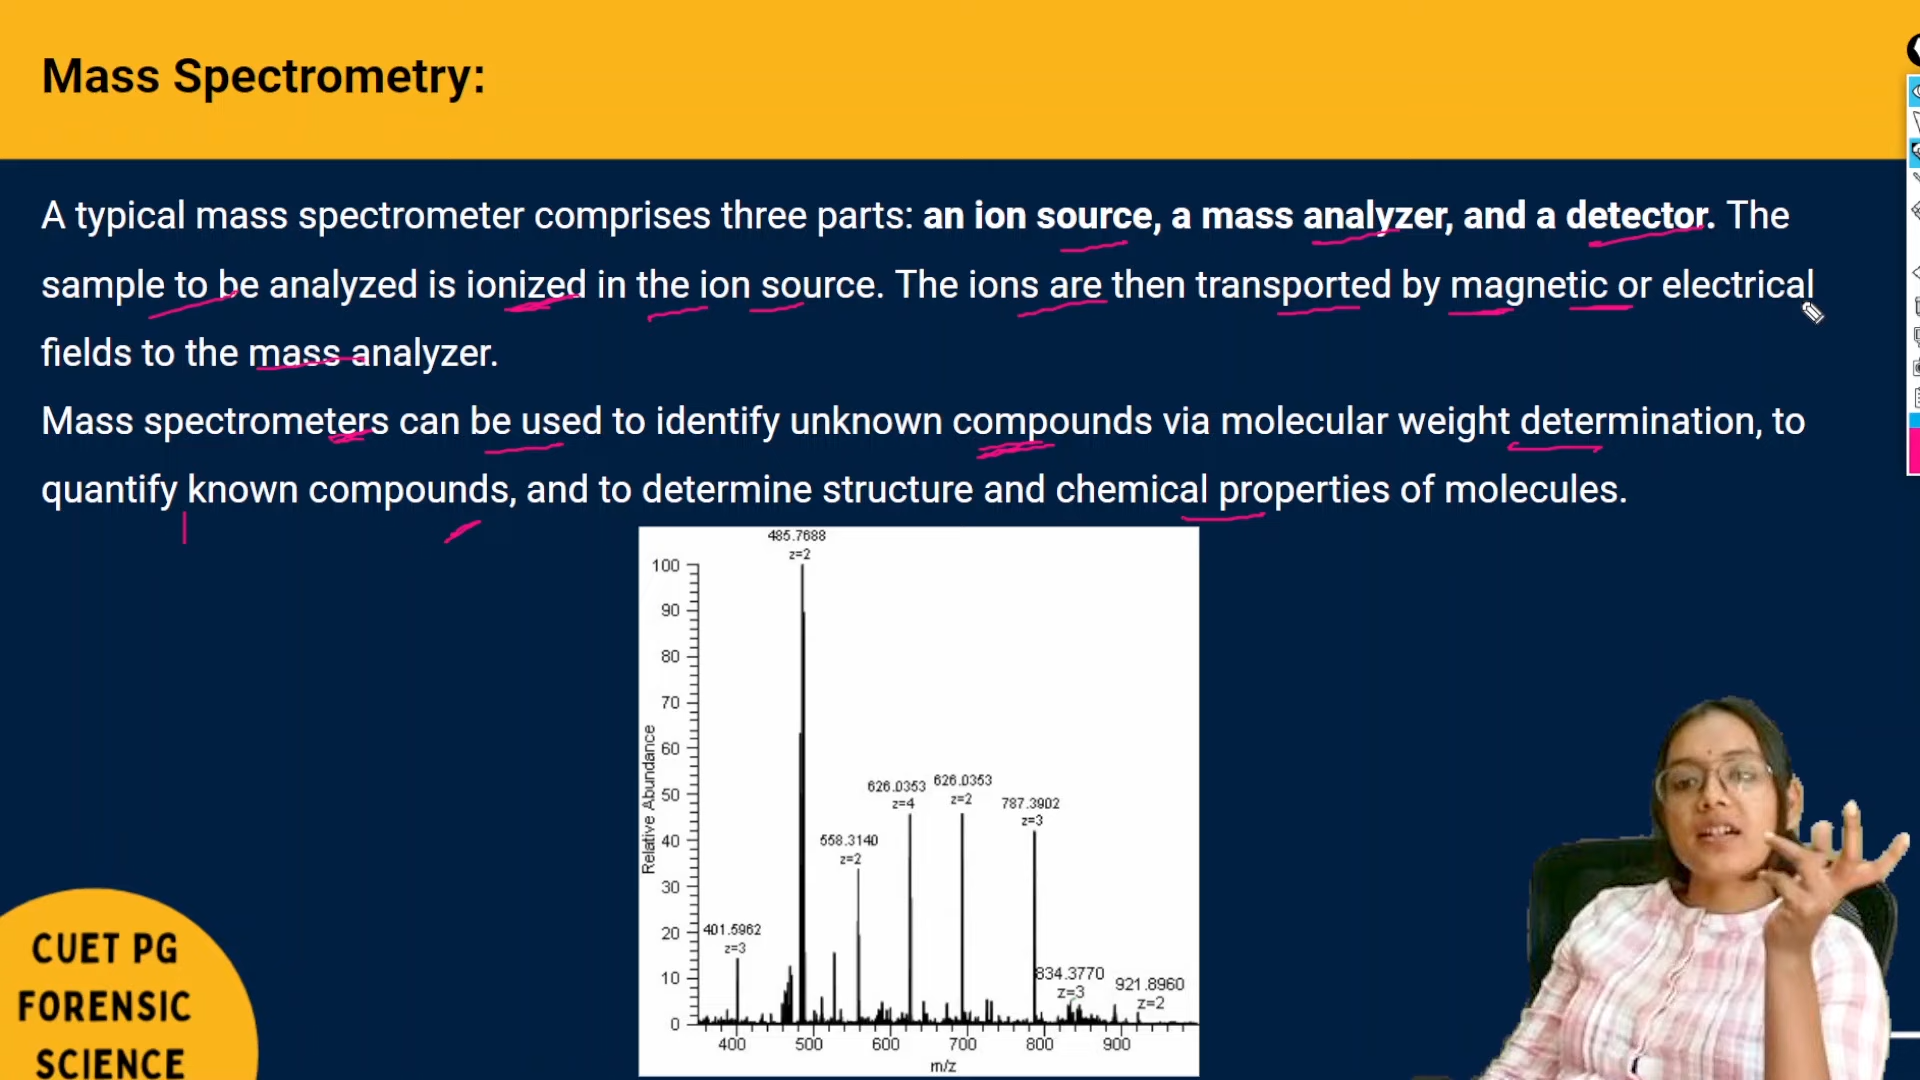 Mass Spectrometry:
A typical mass spectrometer comprises three parts: an ion source, a mass analyzer, and a detector. The
sample to be analyzed is ionized in the ion source. The ions are then transported by magnetic or electrical
fields to the mass analyzer.
Mass spectrometers can be used to identify unknown compounds via molecular weight determination, to
quantify known compounds, and to determine structure and chemical properties of molecules.
485.7688
z=2
100
90
80
70
60
50
40
30
20
10
0
Relative Abundance
626.0353
z=4
626.0353
z=2
787.3902
z=3
558.3140
z=2
401.5962
z=3
834.3770
z=3
921.8960
z=2
400 500 600 700 800 900
m/z
CUET PG
FORENSIC
SCIENCE